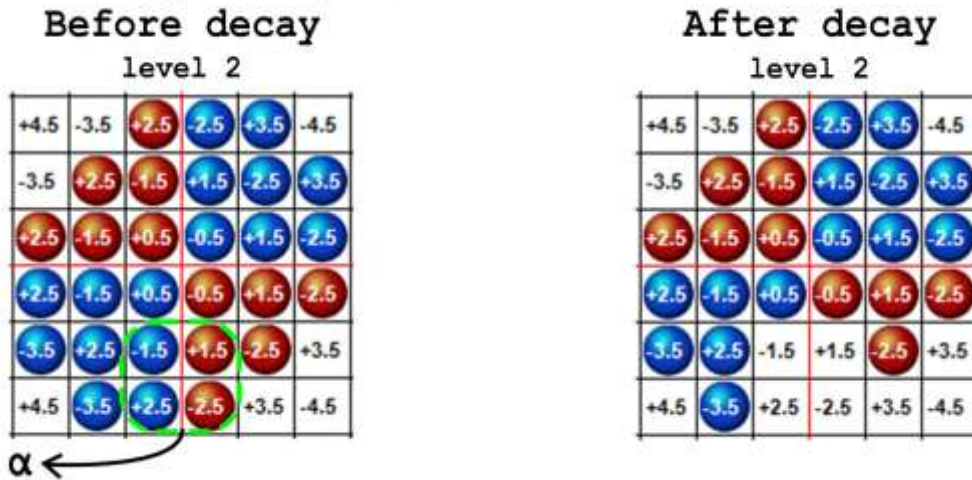 Before decay After decay
level 2 level 2
+4.5 -3.5 +2.5 -2.5 +3.5 -4.5 +4.5 -3.5 +2.5 -2.5 +3.5 -4.5
-3.5 +2.5 -1.5 +1.5 -2.5 +3.5 -3.5 +2.5 -1.5 +1.5 -2.5 +3.5
+2.5 -1.5 +0.5 -0.5 +1.5 -2.5 +2.5 -1.5 +0.5 -0.5 +1.5 -2.5
+2.5 -1.5 +0.5 -0.5 +1.5 -2.5 +2.5 -1.5 +0.5 -0.5 +1.5 -2.5
-3.5 +2.5 -1.5 +1.5 -2.5 +3.5 -3.5 +2.5 -1.5 +1.5 -2.5 +3.5
+4.5 -3.5 +2.5 -2.5 +3.5 -4.5 +4.5 -3.5 +2.5 -2.5 +3.5 -4.5
α